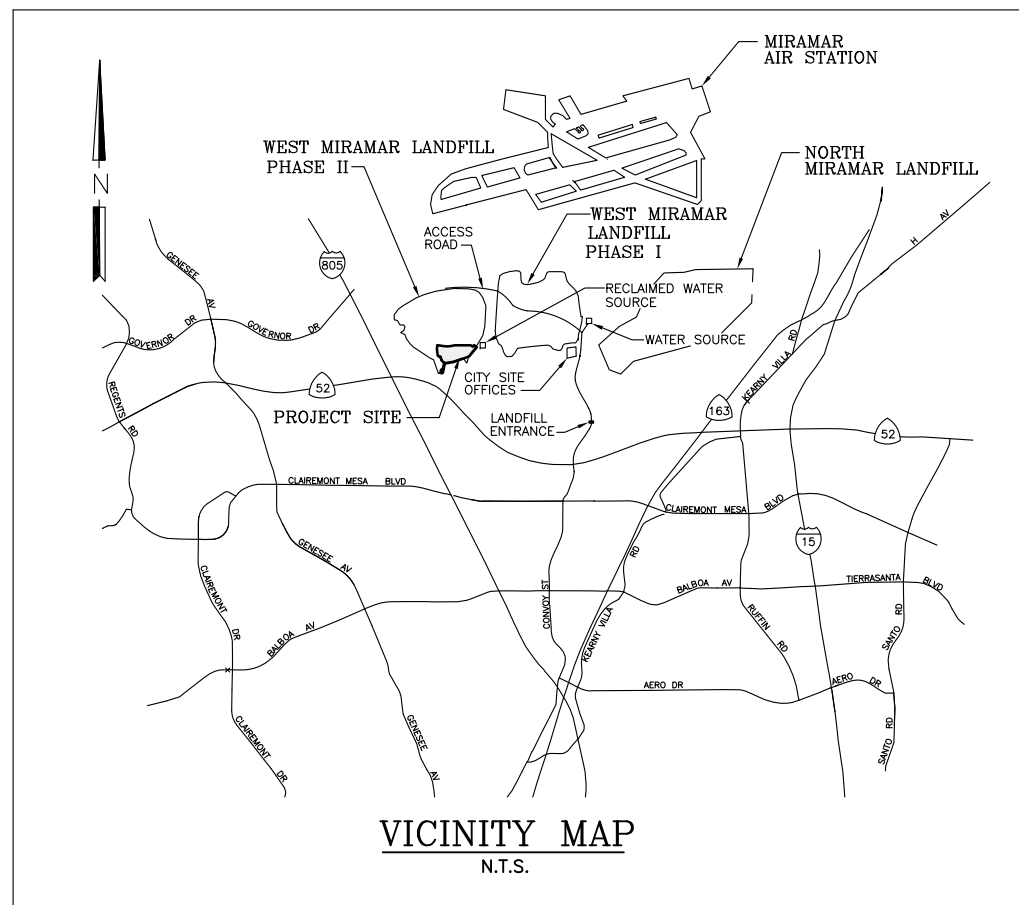 MIRAMAR
AIR STATION
WEST MIRAMAR LANDFILL
PHASE II
NORTH
MIRAMAR LANDFILL
N
WEST MIRAMAR
LANDFILL
PHASE I
ACCESS
ROAD
H AV
GENESEE
AV
805
RECLAIMED WATER
SOURCE
GOVERNOR DR
GOVERNOR DR
WATER SOURCE
KEARNY VILLA RD
CITY SITE
OFFICES
52
REGENTS RD
PROJECT SITE
163
LANDFILL
ENTRANCE
52
CLAIREMONT MESA BLVD
CLAIREMONT MESA BLVD
15
GENESEE AV
RD
CLAIREMONT DR
BALBOA AV
TIERRASANTA BLVD
CONVOY ST
KEARNY VILLA
RUFFIN RD
SANTO RD
BALBOA AV
AERO DR
AERO DR
CLAIREMONT DR
GENESEE AV
SANTO RD
VICINITY MAP
N.T.S.